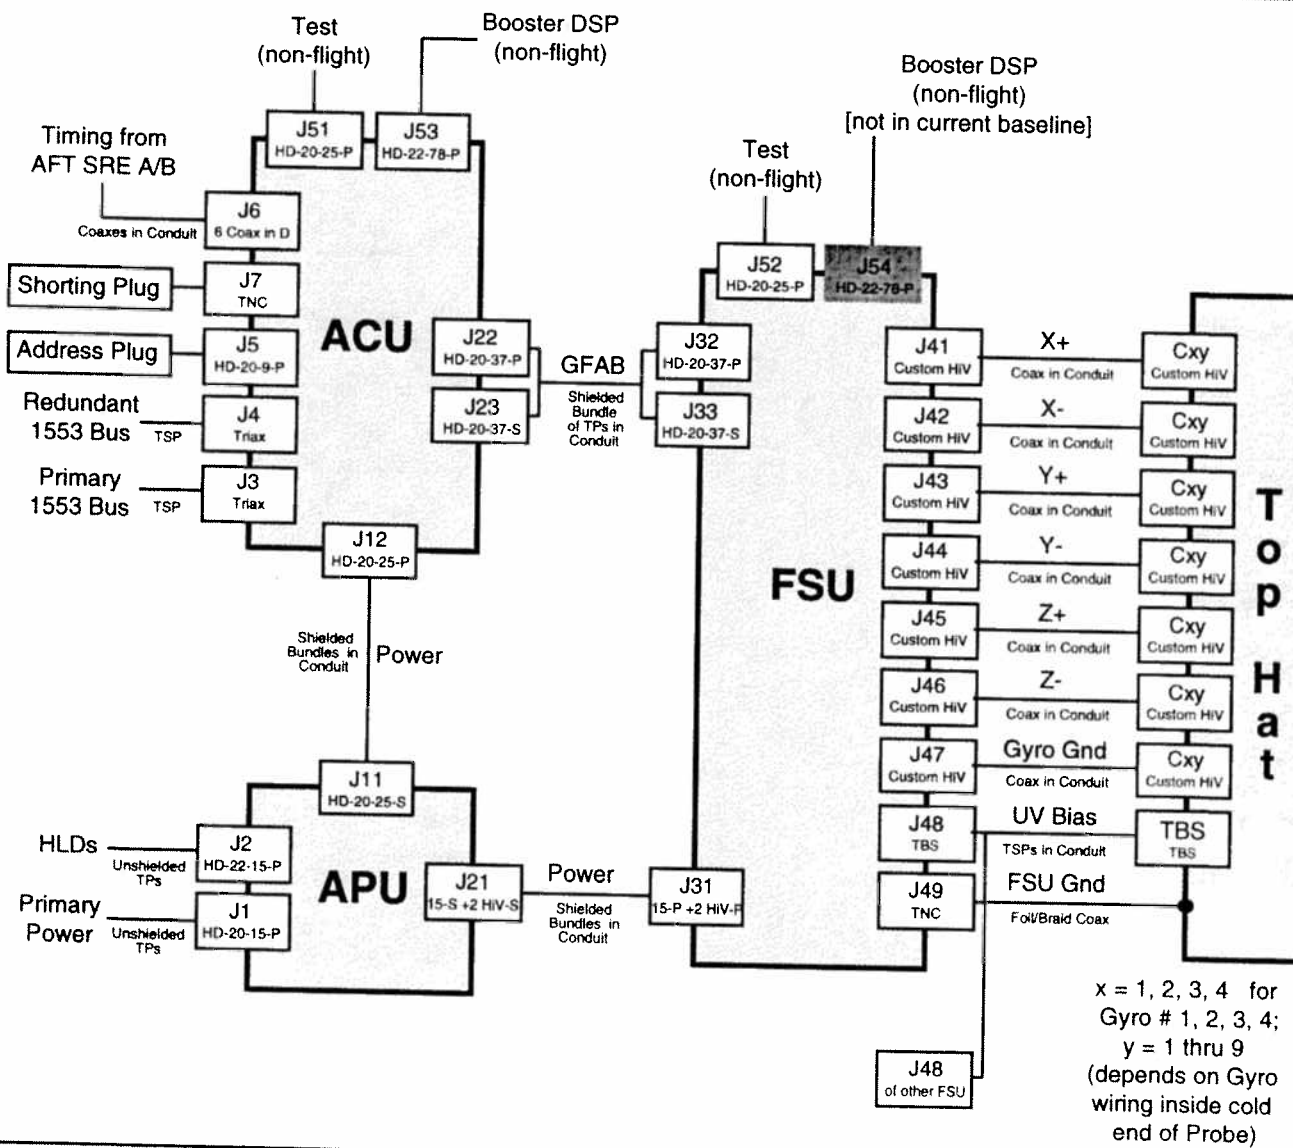 Test
(non-flight)
Booster DSP
(non-flight)
Booster DSP
(non-flight)
[not in current baseline]
Timing from
AFT SRE A/B
Coaxes in Conduit
J51
HD-20-25-P
J53
HD-22-78-P
Test
(non-flight)
J6
6 Coax in D
Shorting Plug
J7
TNC
Address Plug
J5
HD-20-9-P
Redundant
1553 Bus
TSP
J4
Triax
Primary
1553 Bus
TSP
J3
Triax
ACU
J22
HD-20-37-P
J23
HD-20-37-S
J12
HD-20-25-P
GFAB
Shielded
Bundle
of TPs in
Conduit
J52
HD-20-25-P
J54
HD-22-78-P
J32
HD-20-37-P
J33
HD-20-37-S
FSU
J41
Custom HiV
X+
Coax in Conduit
Cxy
Custom HiV
J42
Custom HiV
X-
Coax in Conduit
Cxy
Custom HiV
J43
Custom HiV
Y+
Coax in Conduit
Cxy
Custom HiV
J44
Custom HiV
Y-
Coax in Conduit
Cxy
Custom HiV
J45
Custom HiV
Z+
Coax in Conduit
Cxy
Custom HiV
J46
Custom HiV
Z-
Coax in Conduit
Cxy
Custom HiV
J47
Custom HiV
Gyro Gnd
Coax in Conduit
Cxy
Custom HiV
J48
TBS
UV Bias
TSPs in Conduit
TBS
TBS
J49
TNC
FSU Gnd
Foil/Braid Coax
Top Hat
Shielded
Bundles in
Conduit
Power
J11
HD-20-25-S
HLDs
Unshielded
TPs
J2
HD-22-15-P
Primary
Power
Unshielded
TPs
J1
HD-20-15-P
APU
J21
15-S +2 HiV-S
Power
Shielded
Bundles in
Conduit
J31
15-P +2 HiV-P
J48
of other FSU
x = 1, 2, 3, 4 for
Gyro # 1, 2, 3, 4;
y = 1 thru 9
(depends on Gyro
wiring inside cold
end of Probe)